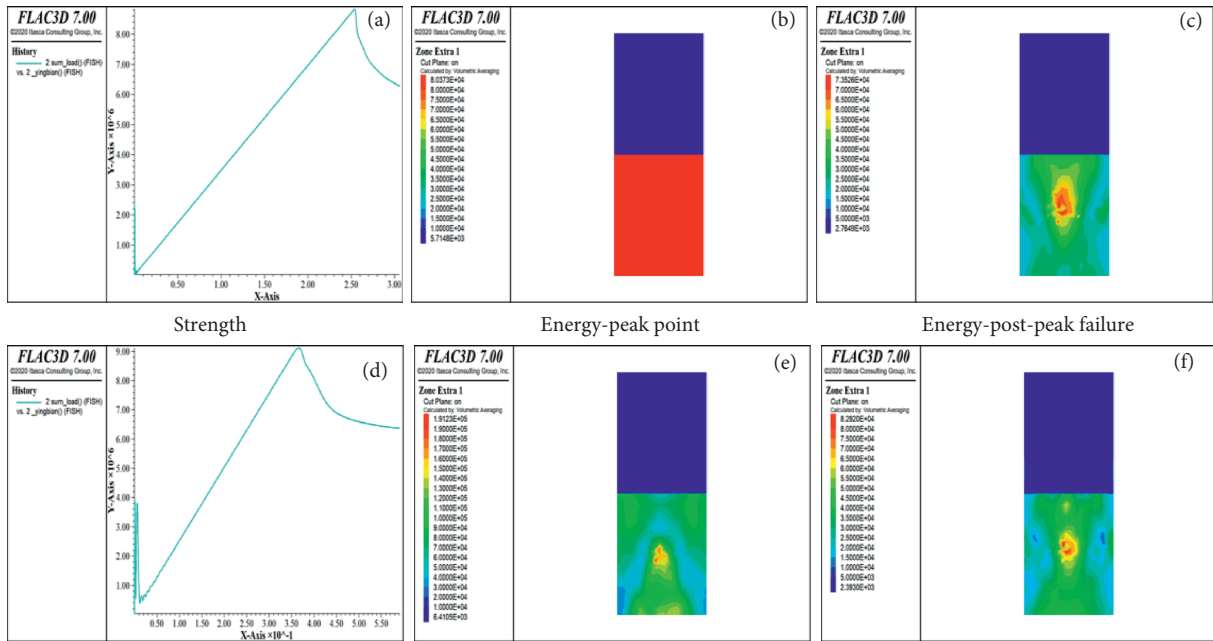 FLAC3D 7.00
©2020 Itasca Consulting Group, Inc.
History
2 sum_load() (FISH)
vs. 2 _yingbian() (FISH)
(a)
Y-Axis ×10^6
8.00
7.00
6.00
5.00
4.00
3.00
2.00
1.00
0.50
1.00
1.50
2.00
2.50
3.00
X-Axis
Strength
FLAC3D 7.00
©2020 Itasca Consulting Group, Inc.
Zone Extra 1
Cut Plane: on
Calculated by: Volumetric Averaging
8.0373E+04
8.0000E+04
7.5000E+04
7.0000E+04
6.5000E+04
6.0000E+04
5.5000E+04
5.0000E+04
4.5000E+04
4.0000E+04
3.5000E+04
3.0000E+04
2.5000E+04
2.0000E+04
1.5000E+04
1.0000E+04
5.7148E+03
(b)
Energy-peak point
FLAC3D 7.00
©2020 Itasca Consulting Group, Inc.
Zone Extra 1
Cut Plane: on
Calculated by: Volumetric Averaging
7.3526E+04
7.0000E+04
6.5000E+04
6.0000E+04
5.5000E+04
5.0000E+04
4.5000E+04
4.0000E+04
3.5000E+04
3.0000E+04
2.5000E+04
2.0000E+04
1.5000E+04
1.0000E+04
5.0000E+03
2.7649E+03
(c)
Energy-post-peak failure
FLAC3D 7.00
©2020 Itasca Consulting Group, Inc.
History
2 sum_load() (FISH)
vs. 2 _yingbian() (FISH)
(d)
Y-Axis ×10^6
9.00
8.00
7.00
6.00
5.00
4.00
3.00
2.00
1.00
0.50
1.00
1.50
2.00
2.50
3.00
3.50
4.00
4.50
5.00
5.50
X-Axis ×10^-1
FLAC3D 7.00
©2020 Itasca Consulting Group, Inc.
Zone Extra 1
Cut Plane: on
Calculated by: Volumetric Averaging
1.9123E+05
1.9000E+05
1.8000E+05
1.7000E+05
1.6000E+05
1.5000E+05
1.4000E+05
1.3000E+05
1.2000E+05
1.1000E+05
1.0000E+05
9.0000E+04
8.0000E+04
7.0000E+04
6.0000E+04
5.0000E+04
4.0000E+04
3.0000E+04
2.0000E+04
1.0000E+04
6.4105E+03
(e)
FLAC3D 7.00
©2020 Itasca Consulting Group, Inc.
Zone Extra 1
Cut Plane: on
Calculated by: Volumetric Averaging
8.2920E+04
8.0000E+04
7.5000E+04
7.0000E+04
6.5000E+04
6.0000E+04
5.5000E+04
5.0000E+04
4.5000E+04
4.0000E+04
3.5000E+04
3.0000E+04
2.5000E+04
2.0000E+04
1.5000E+04
1.0000E+04
5.0000E+03
2.3930E+03
(f)